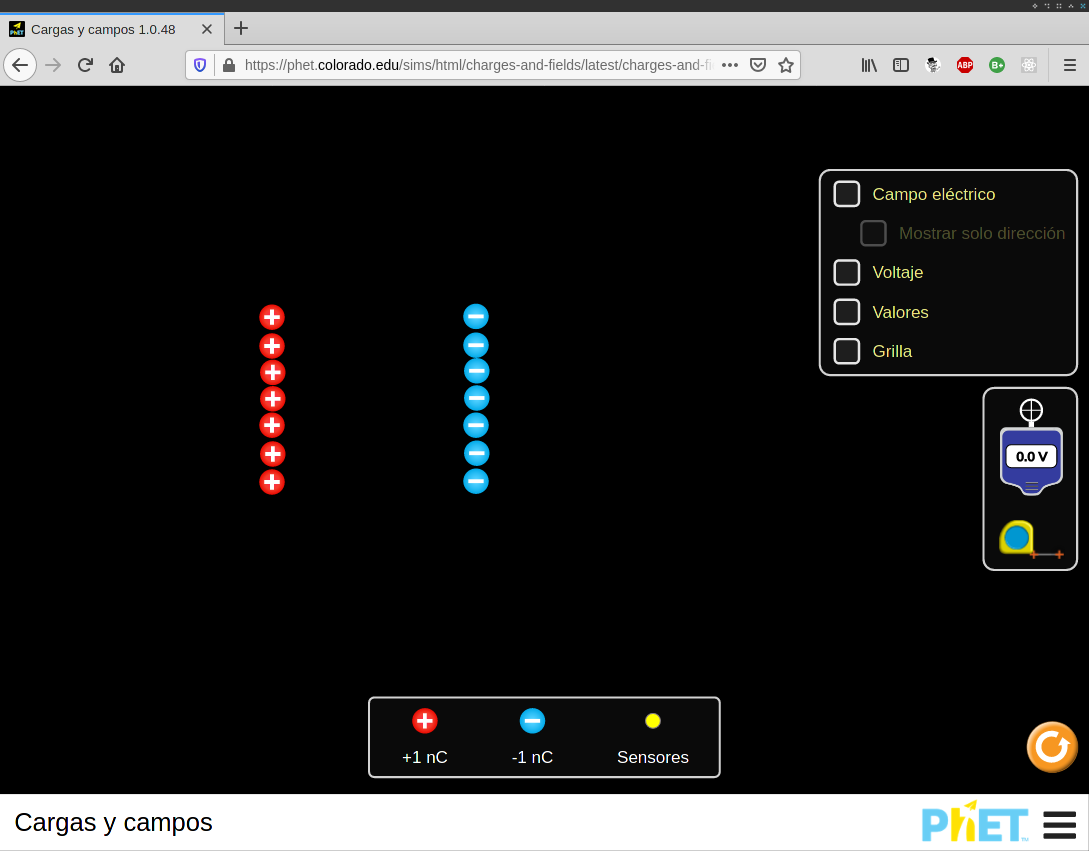 Cargas y campos 1.0.48
https://phet.colorado.edu/sims/html/charges-and-fields/latest/charges-and-fi
ABP
B+
Campo eléctrico
Mostrar solo dirección
Voltaje
Valores
Grilla
0.0 V
+1 nC
-1 nC
Sensores
Cargas y campos
PhET